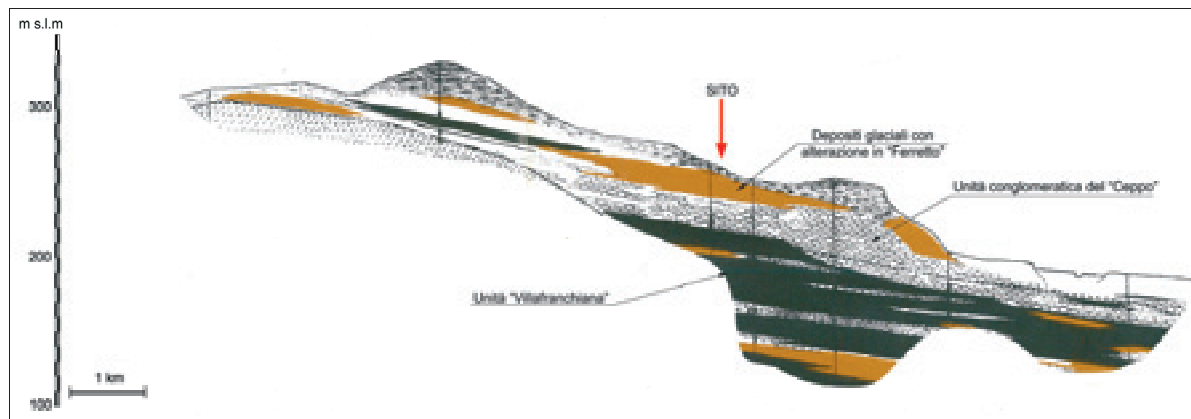 m s.l.m
300
SITO
Depositi glaciali con
alterazione in "Ferretto"
Unità conglomeratica del "Ceppo"
200
Unità "Villafranchiana"
1 km
100